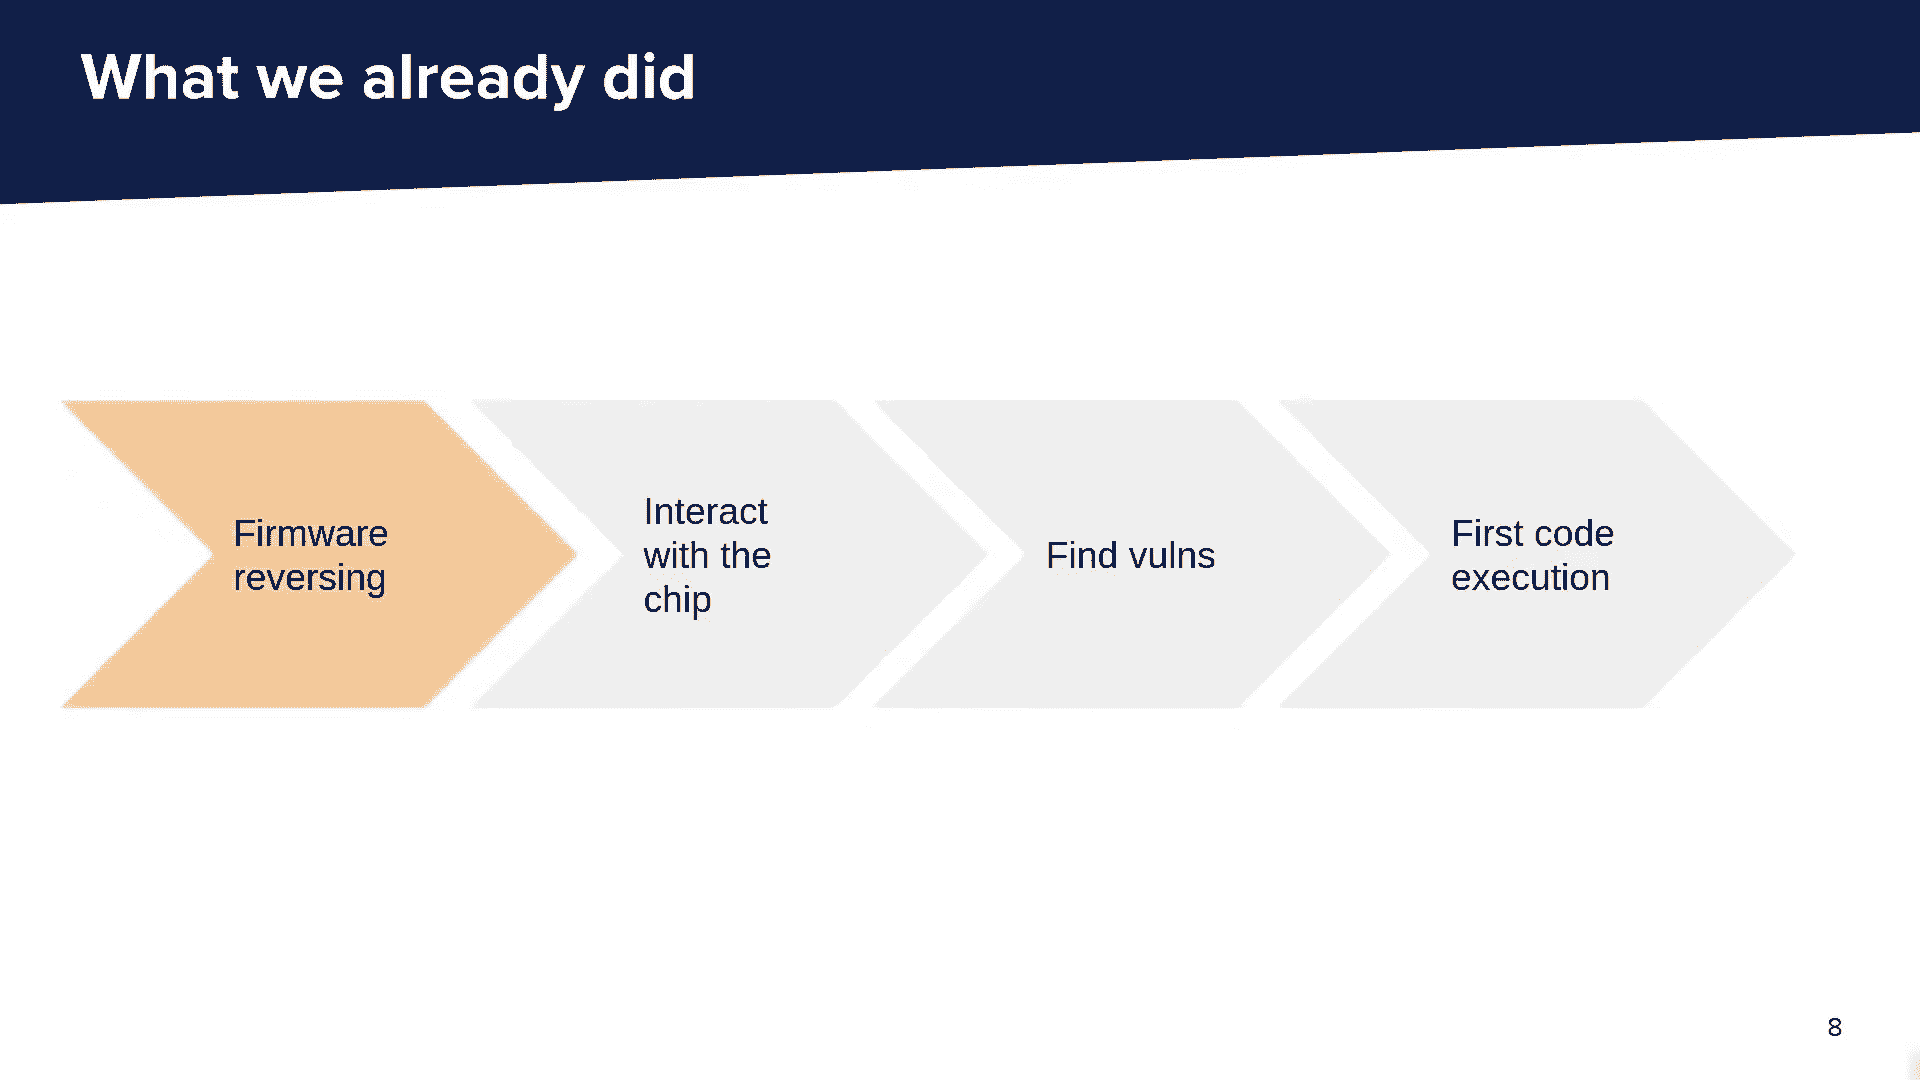 What we already did
Firmware
reversing
Interact
with the
chip
Find vulns
First code
execution
8